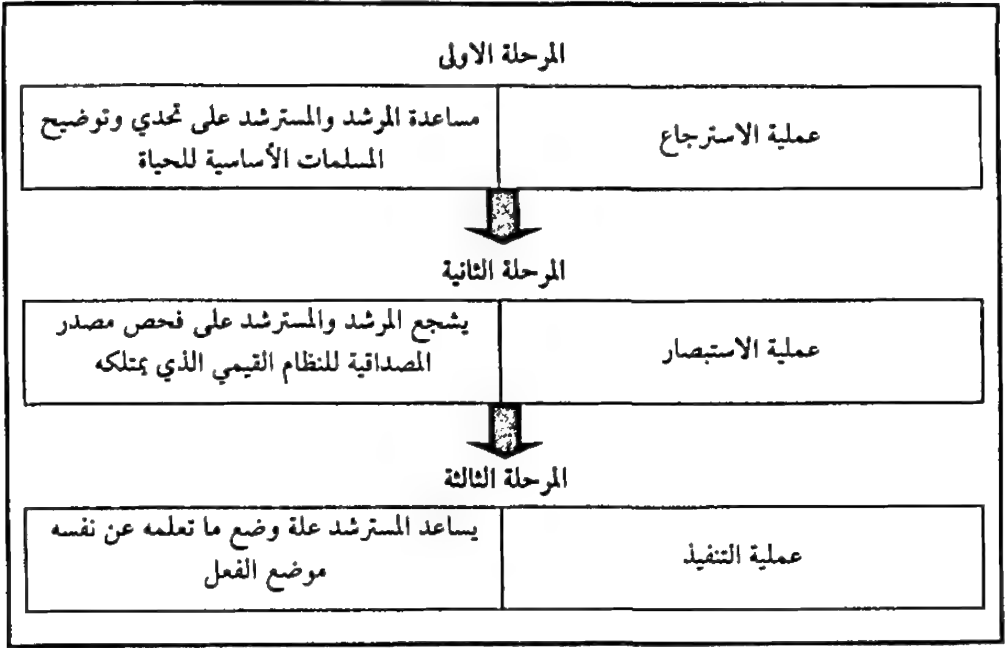 المرحلة الاولى
عملية الاسترجاع
مساعدة المرشد والمسترشد على تحدي وتوضيح
المسلمات الأساسية للحياة
المرحلة الثانية
عملية الاستبصار
يشجع المرشد والمسترشد على فحص مصدر
المصداقية للنظام القيمي الذي يمتلكه
المرحلة الثالثة
عملية التنفيذ
يساعد المسترشد علة وضع ما تعلمه عن نفسه
موضع الفعل